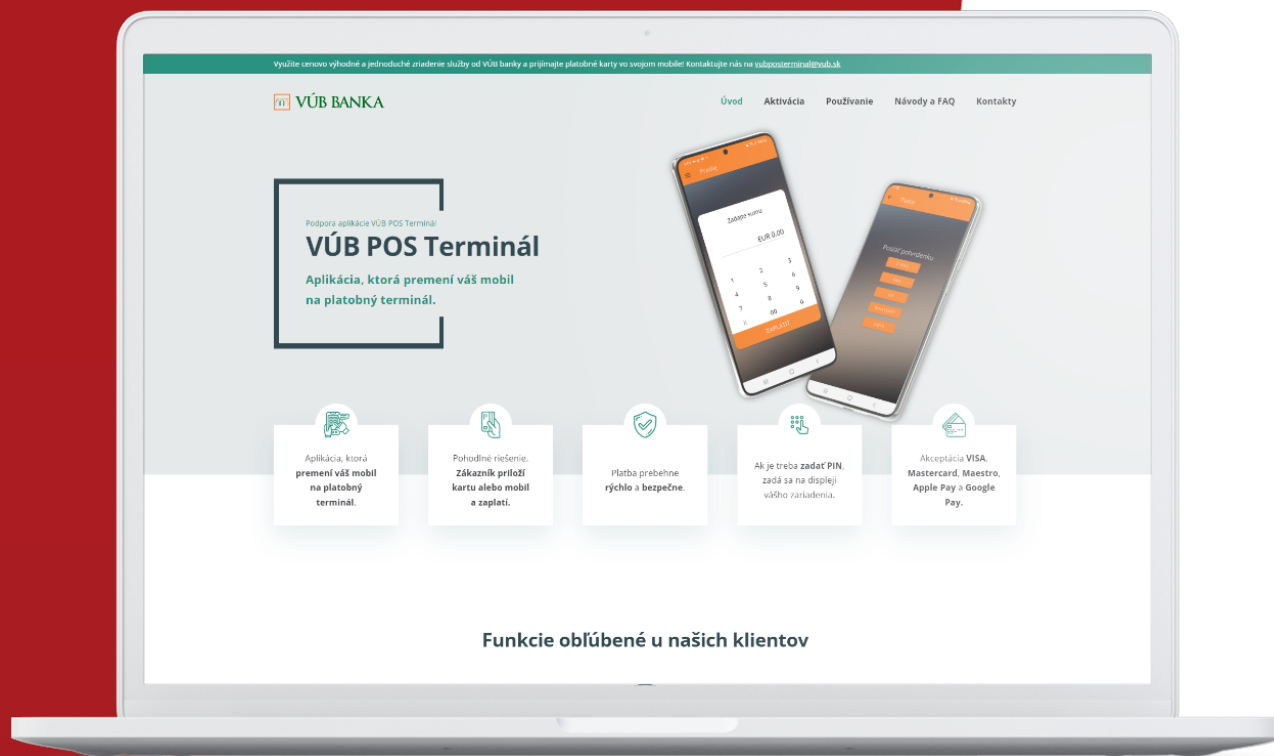 Využite cenovo výhodné a jednoduché zriadenie služby od VÚB banky a prijímajte platobné karty vo svojom mobile! Kontaktujte nás na vubposterminal@vub.sk
VÚB BANKA
Úvod Aktivácia Používanie Návody a FAQ Kontakty
Podpora aplikácie VÚB POS Terminál
VÚB POS Terminál
Aplikácia, ktorá premení váš mobil
na platobný terminál.
Predaj
Zadajte sumu
EUR 0.00
1 2 3
4 5 6
7 8 9
00 0
ZAPLATIŤ
Poslať potvrdenku
Aplikácia, ktorá
premení váš mobil
na platobný
terminál.
Pohodlné riešenie.
Zákazník priloží
kartu alebo mobil
a zaplatí.
Platba prebehne
rýchlo a bezpečne.
Ak je treba zadať PIN,
zadá sa na displeji
vášho zariadenia.
Akceptácia VISA,
Mastercard, Maestro,
Apple Pay a Google
Pay.
Funkcie obľúbené u našich klientov